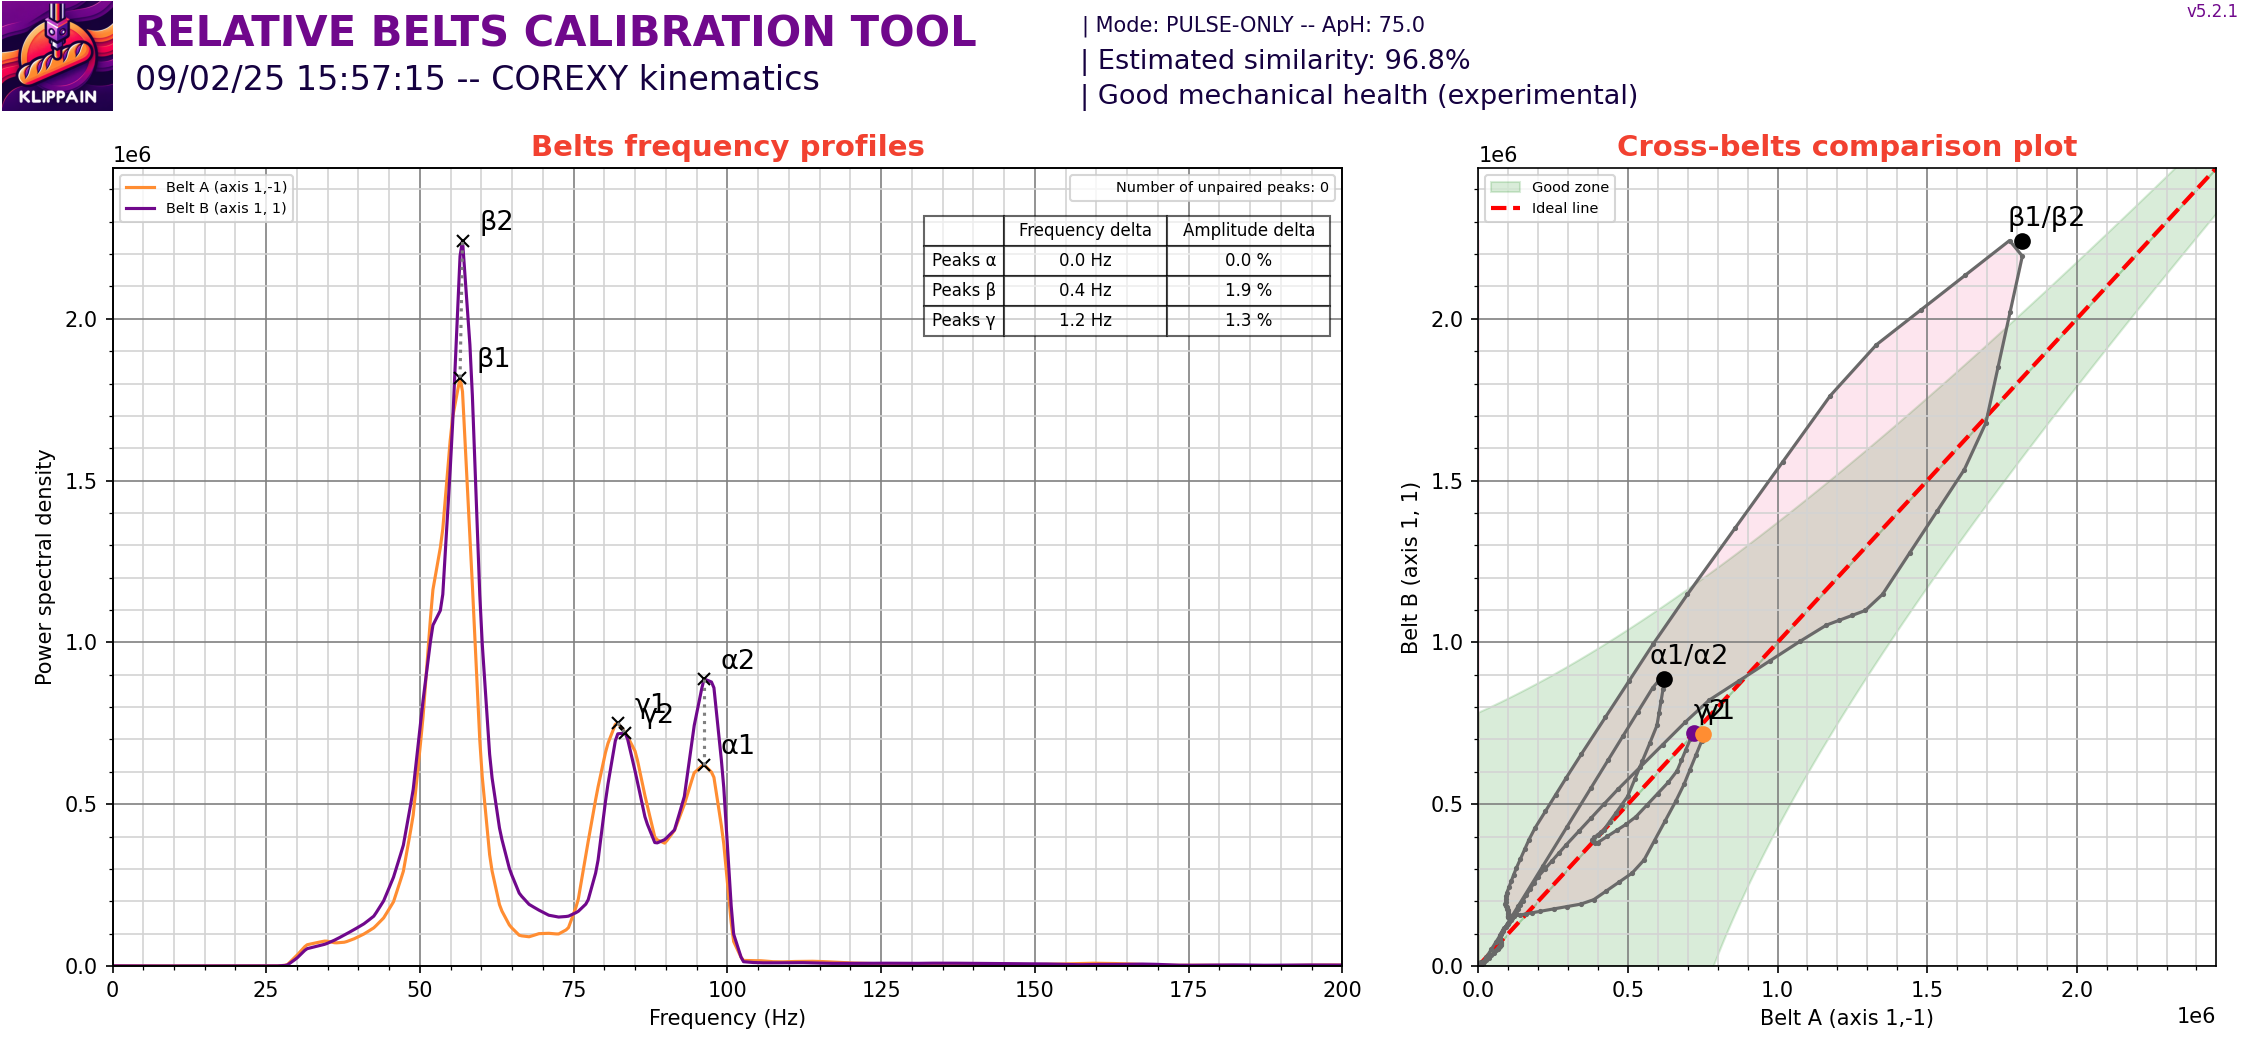 KLIPPAIN
RELATIVE BELTS CALIBRATION TOOL
09/02/25 15:57:15 -- COREXY kinematics
| Mode: PULSE-ONLY -- ApH: 75.0
| Estimated similarity: 96.8%
| Good mechanical health (experimental)
v5.2.1
Belts frequency profiles
1e6
Belt A (axis 1,-1)
Belt B (axis 1, 1)
Number of unpaired peaks: 0
Frequency delta Amplitude delta
Peaks α 0.0 Hz 0.0 %
Peaks β 0.4 Hz 1.9 %
Peaks γ 1.2 Hz 1.3 %
β2
β1
γ1
γ2
α2
α1
Power spectral density
2.0
1.5
1.0
0.5
0.0
0 25 50 75 100 125 150 175 200
Frequency (Hz)
Cross-belts comparison plot
1e6
Good zone
Ideal line
β1/β2
α1/α2
γ2
γ1
Belt B (axis 1, 1)
2.0
1.5
1.0
0.5
0.0
0.0 0.5 1.0 1.5 2.0
Belt A (axis 1,-1)
1e6